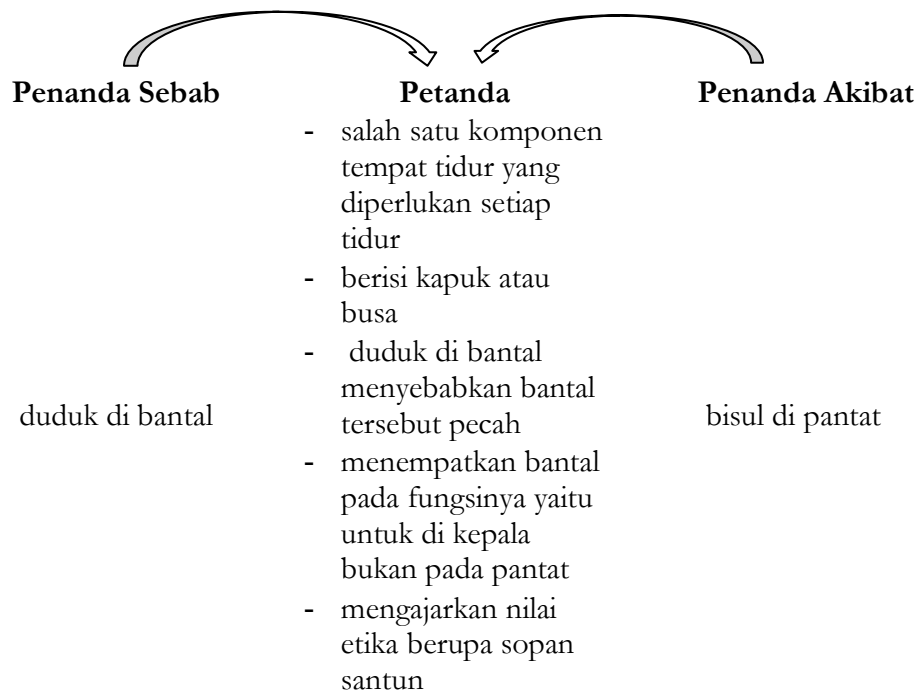 Penanda Sebab Petanda Penanda Akibat
- salah satu komponen
tempat tidur yang
diperlukan setiap
tidur
- berisi kapuk atau
busa
- duduk di bantal
menyebabkan bantal
tersebut pecah
duduk di bantal
bisul di pantat
- menempatkan bantal
pada fungsinya yaitu
untuk di kepala
bukan pada pantat
- mengajarkan nilai
etika berupa sopan
santun